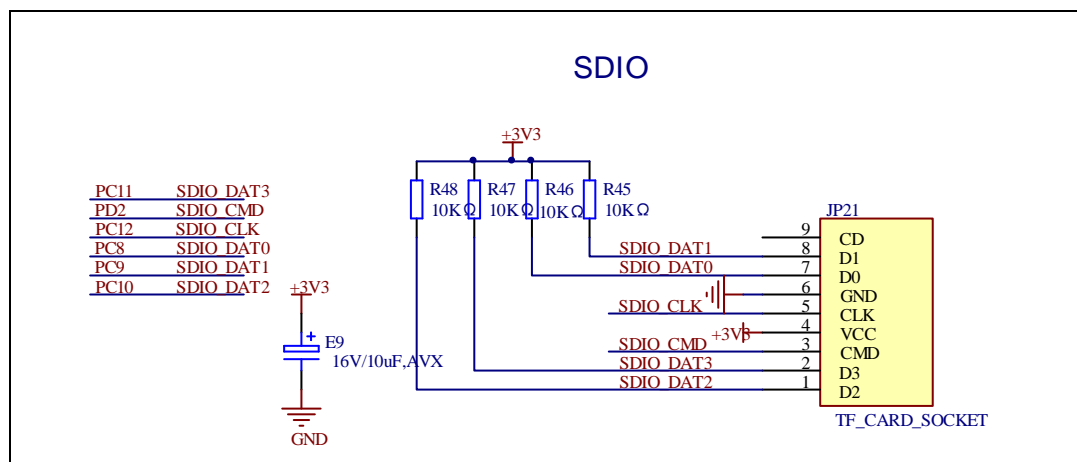 SDIO
+3V3
R48 R47 R46 R45
10KΩ 10KΩ 10KΩ 10KΩ
PC11 SDIO_DAT3
PD2 SDIO_CMD
PC12 SDIO_CLK
PC8 SDIO_DAT0
PC9 SDIO_DAT1
PC10 SDIO_DAT2
+3V3
+
E9
16V/10uF,AVX
GND
JP21
9 CD
SDIO_DAT1 8 D1
SDIO_DAT0 7 D0
6 GND
SDIO_CLK 5 CLK
+3V3 4 VCC
SDIO_CMD 3 CMD
SDIO_DAT3 2 D3
SDIO_DAT2 1 D2
TF_CARD_SOCKET